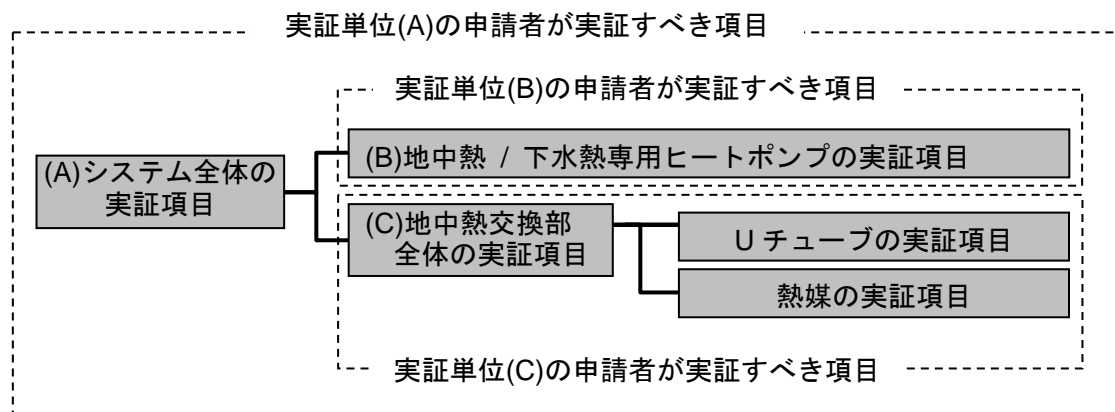 実証単位(A)の申請者が実証すべき項目
実証単位(B)の申請者が実証すべき項目
(B)地中熱 / 下水熱専用ヒートポンプの実証項目
(A)システム全体の
実証項目
(C)地中熱交換部
全体の実証項目
U チューブの実証項目
熱媒の実証項目
実証単位(C)の申請者が実証すべき項目